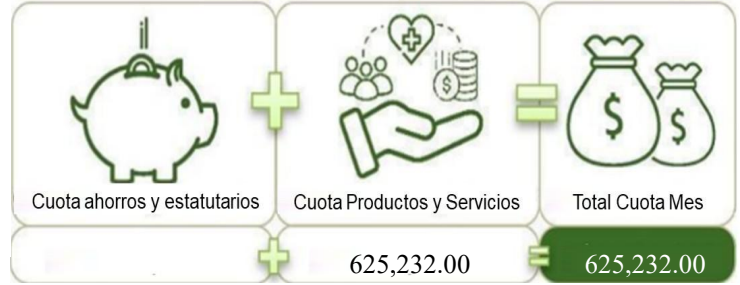 Cuota ahorros y estatutarios
Cuota Productos y Servicios
Total Cuota Mes
625,232.00
625,232.00